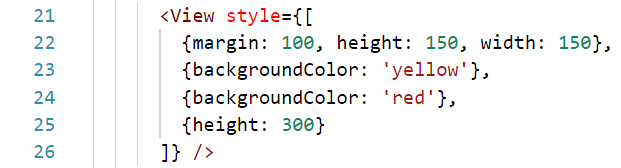 21 <View style={[
22 {margin: 100, height: 150, width: 150},
23 {backgroundColor: 'yellow'},
24 {backgroundColor: 'red'},
25 {height: 300}
26 ]} />